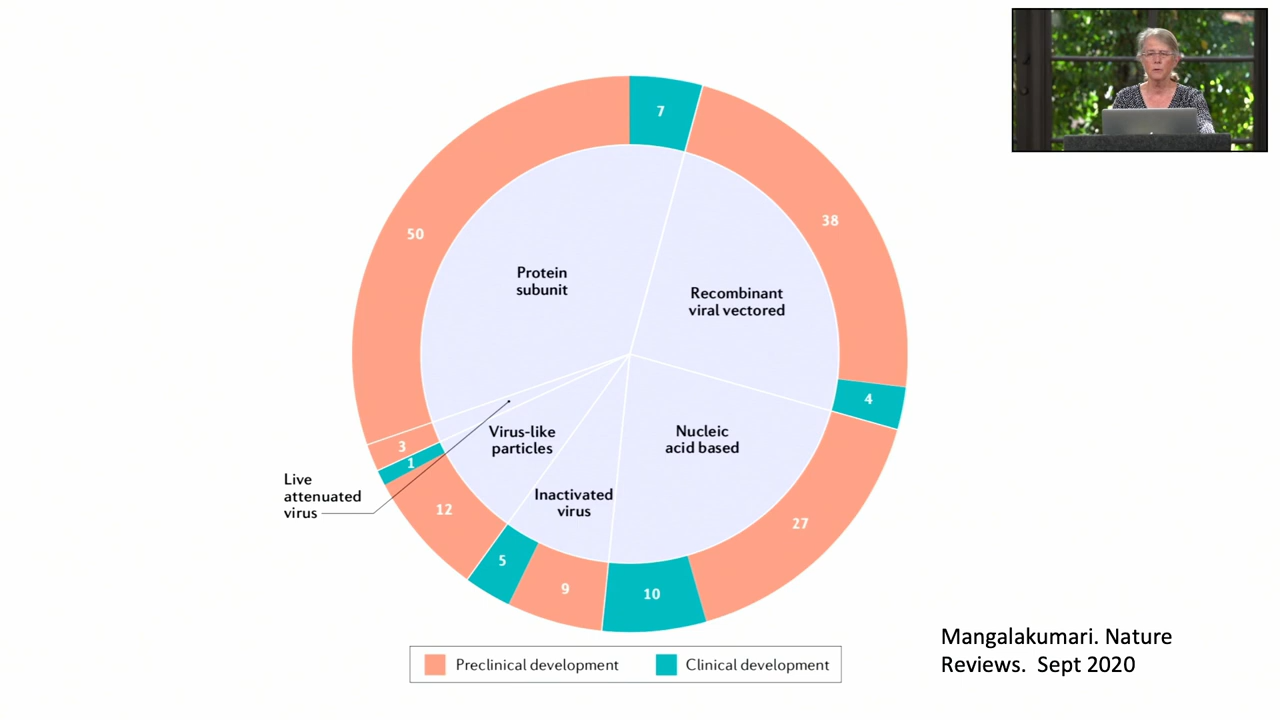 7
38
50
Protein
subunit
Recombinant
viral vectored
4
Nucleic
acid based
Virus-like
particles
3
1
Live
attenuated
virus
Inactivated
virus
12
27
5
9
10
Preclinical development
Clinical development
Mangalakumari. Nature
Reviews.  Sept 2020